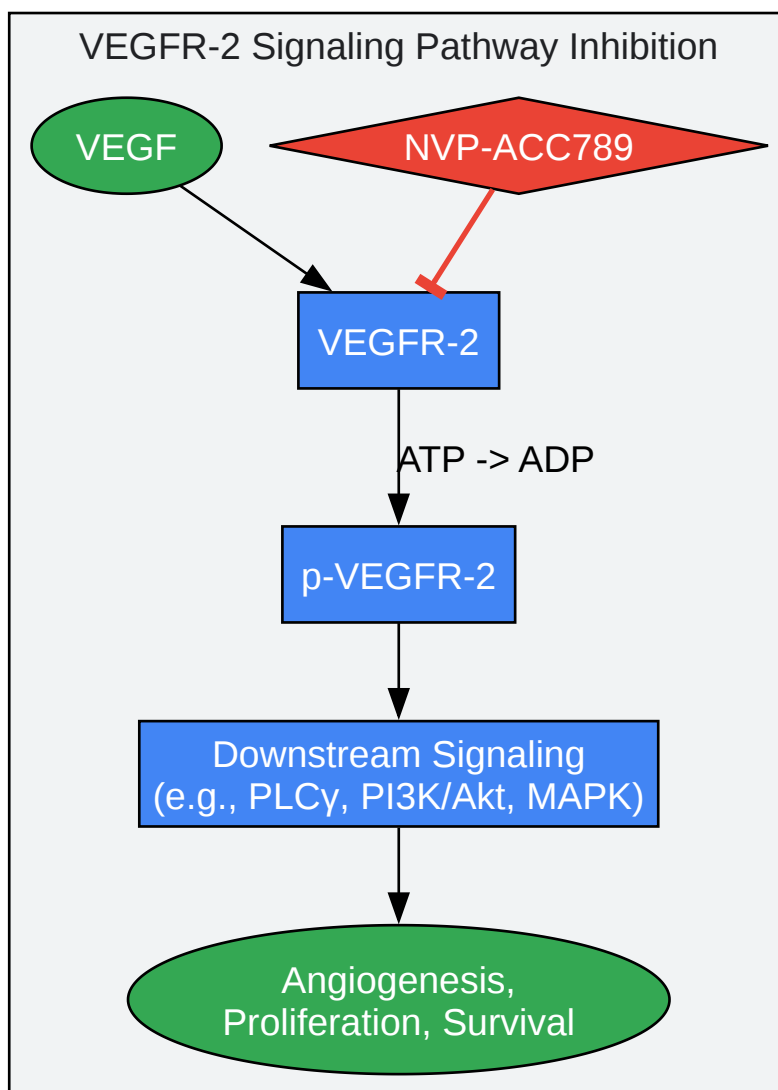 VEGFR-2 Signaling Pathway Inhibition
VEGF
NVP-ACC789
VEGFR-2
ATP -> ADP
p-VEGFR-2
Downstream Signaling
(e.g., PLCγ, PI3K/Akt, MAPK)
Angiogenesis,
Proliferation, Survival